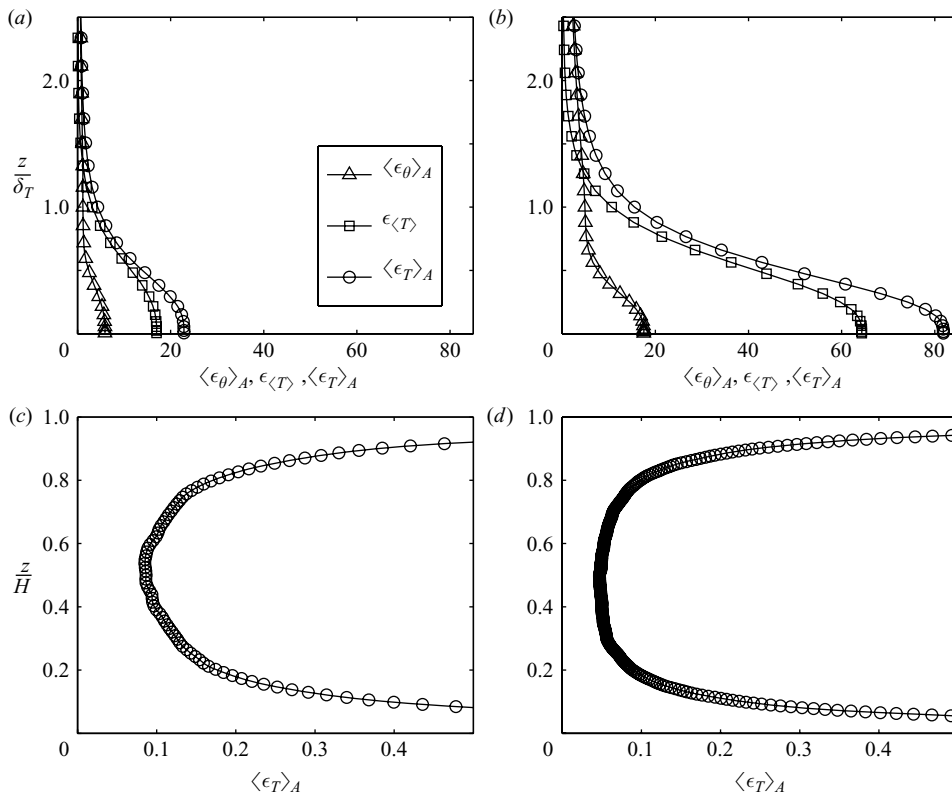 (a) (b)
2.0 2.0
z/δ_T
⟨ϵ_θ⟩_A
1.0 1.0
ϵ_⟨T⟩
⟨ϵ_T⟩_A
0 20 40 60 80 0 20 40 60 80
⟨ϵ_θ⟩_A, ϵ_⟨T⟩ ,⟨ϵ_T⟩_A ⟨ϵ_θ⟩_A, ϵ_⟨T⟩ ,⟨ϵ_T⟩_A
(c) (d)
1.0 1.0
0.8 0.8
0.6 0.6
z/H
0.4 0.4
0.2 0.2
0 0.1 0.2 0.3 0.4 0 0.1 0.2 0.3 0.4
⟨ϵ_T⟩_A ⟨ϵ_T⟩_A